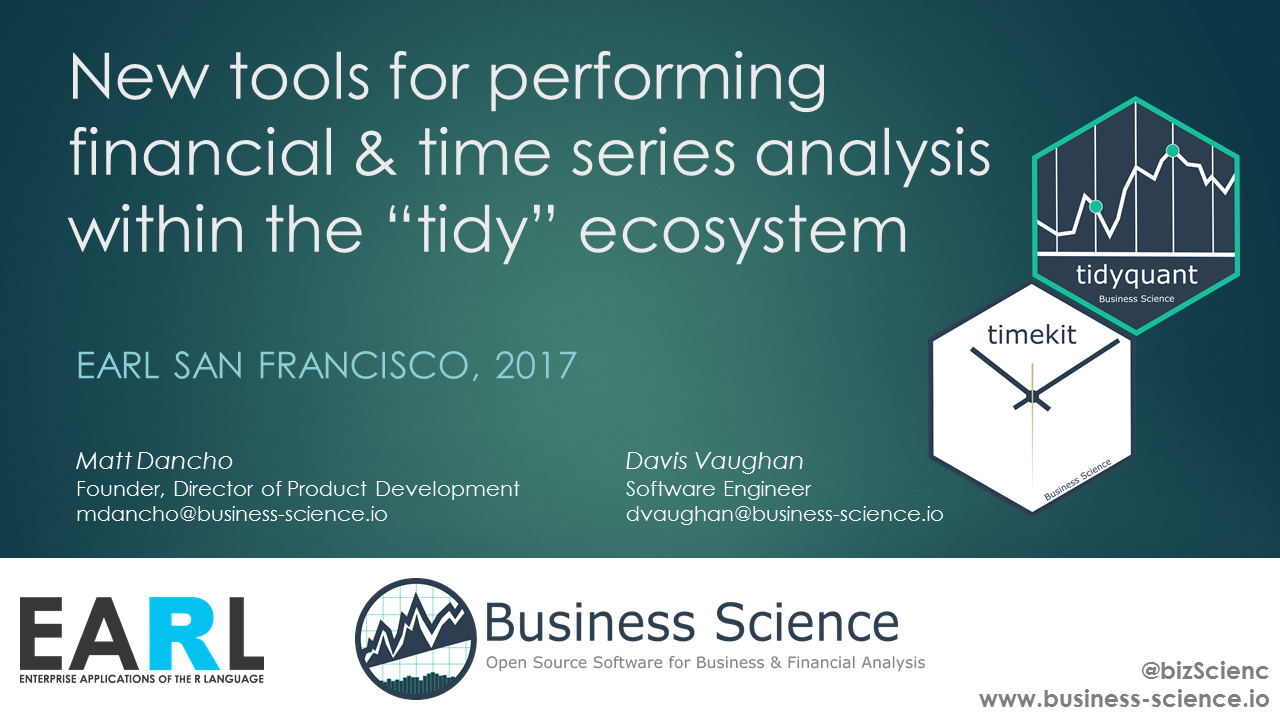 New tools for performing
financial & time series analysis
within the “tidy” ecosystem
tidyquant
Business Science
timekit
Business Science
EARL SAN FRANCISCO, 2017
Matt Dancho
Founder, Director of Product Development
mdancho@business-science.io
Davis Vaughan
Software Engineer
dvaughan@business-science.io
EARL
ENTERPRISE APPLICATIONS OF THE R LANGUAGE
Business Science
Open Source Software for Business & Financial Analysis
@bizScienc
www.business-science.io